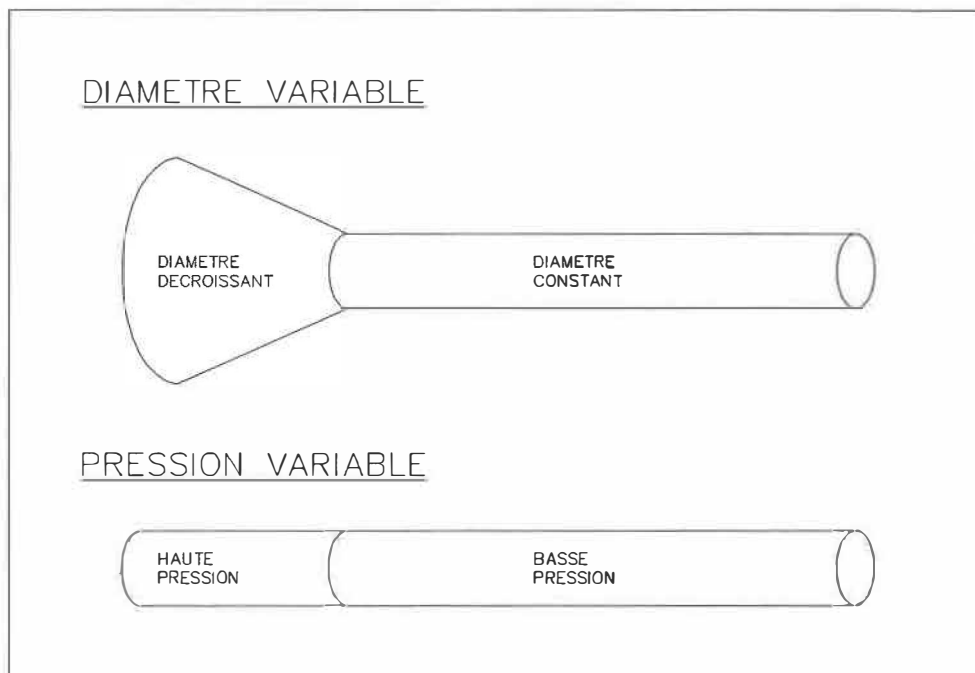 DIAMETRE VARIABLE
DIAMETRE
DECROISSANT
DIAMETRE
CONSTANT
PRESSION VARIABLE
HAUTE
PRESSION
BASSE
PRESSION